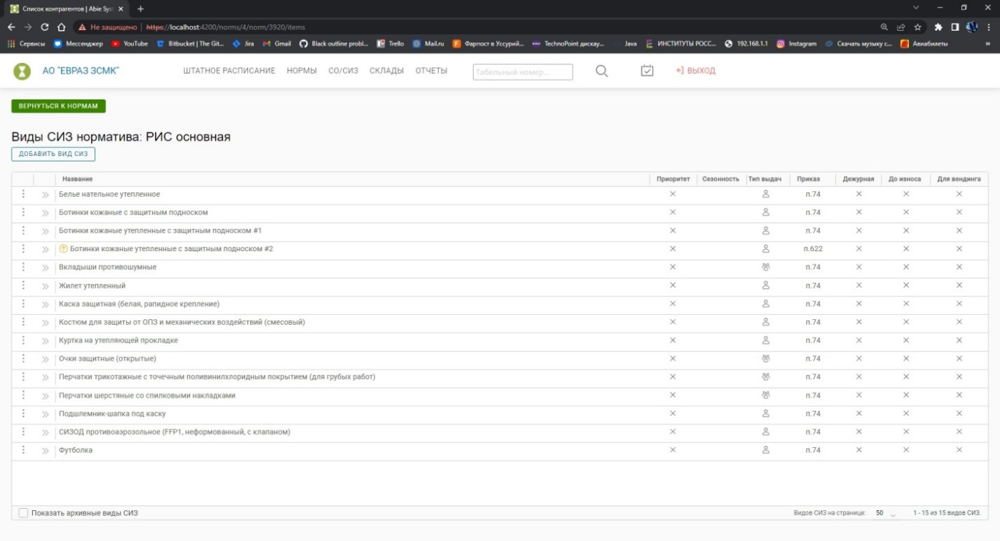 Список контрагентов | Abie Sys
Не защищено | https://localhost:4200/norms/4/norm/3920/items
Сервисы Мессенджер YouTube Bitbucket | The Git... Jira Gmail Black outline probl... Trello Mail.ru Фарпост в Уссурий... TechnoPoint дискау... Java ИНСТИТУТЫ РОСС... 192.168.1.1 Instagram Скачать музыку с... Авиабилеты »
АО "ЕВРАЗ ЗСМК" ШТАТНОЕ РАСПИСАНИЕ НОРМЫ СО/СИЗ СКЛАДЫ ОТЧЕТЫ Табельный номер... ВЫХОД
ВЕРНУТЬСЯ К НОРМАМ
Виды СИЗ норматива: РИС основная
ДОБАВИТЬ ВИД СИЗ
Название Приоритет Сезонность Тип выдач Приказ Дежурная До износа Для вендинга
Белье нательное утепленное п.74
Ботинки кожаные с защитным подноском п.74
Ботинки кожаные утепленные с защитным подноском #1 п.74
Ботинки кожаные утепленные с защитным подноском #2 п.622
Вкладыши противошумные п.74
Жилет утепленный п.74
Каска защитная (белая, рапидное крепление) п.74
Костюм для защиты от ОПЗ и механических воздействий (смесовый) п.74
Куртка на утепляющей прокладке п.74
Очки защитные (открытые) п.74
Перчатки трикотажные с точечным поливинилхлоридным покрытием (для грубых работ) п.74
Перчатки шерстяные со спилковыми накладками п.74
Подшлемник-шапка под каску п.74
СИЗОД противоаэрозольное (FFP1, неформованный, с клапаном) п.74
Футболка п.74
Показать архивные виды СИЗ Видов СИЗ на странице: 50 1 - 15 из 15 видов СИЗ.